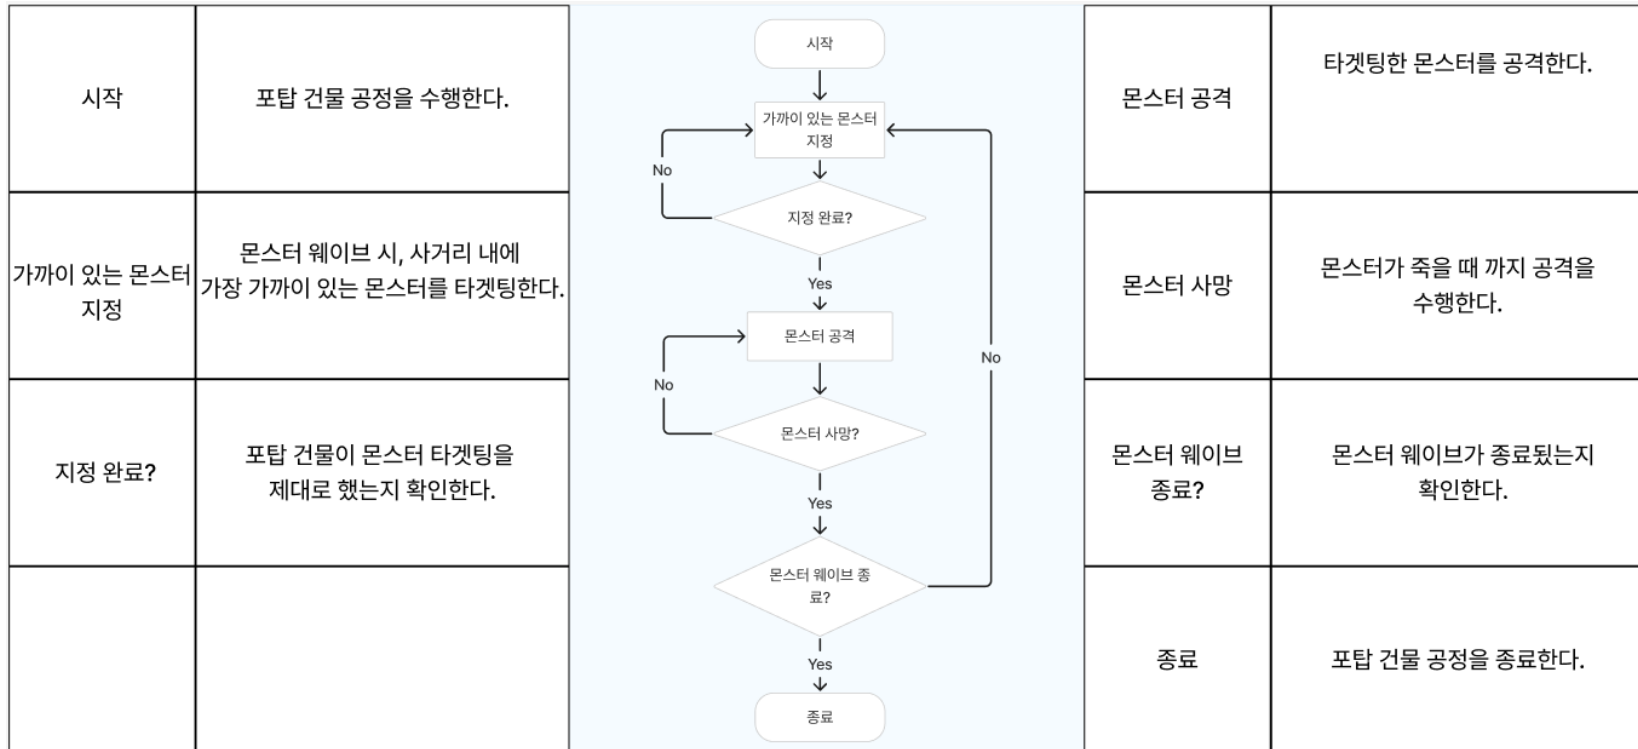 시작
포탑 건물 공정을 수행한다.
가까이 있는 몬스터
지정
몬스터 웨이브 시, 사거리 내에
가장 가까이 있는 몬스터를 타겟팅한다.
지정 완료?
포탑 건물이 몬스터 타겟팅을
제대로 했는지 확인한다.
시작
가까이 있는 몬스터
지정
No
지정 완료?
Yes
몬스터 공격
No
No
몬스터 사망?
Yes
몬스터 웨이브 종
료?
Yes
종료
몬스터 공격
타겟팅한 몬스터를 공격한다.
몬스터 사망
몬스터가 죽을 때 까지 공격을
수행한다.
몬스터 웨이브
종료?
몬스터 웨이브가 종료됬는지
확인한다.
종료
포탑 건물 공정을 종료한다.